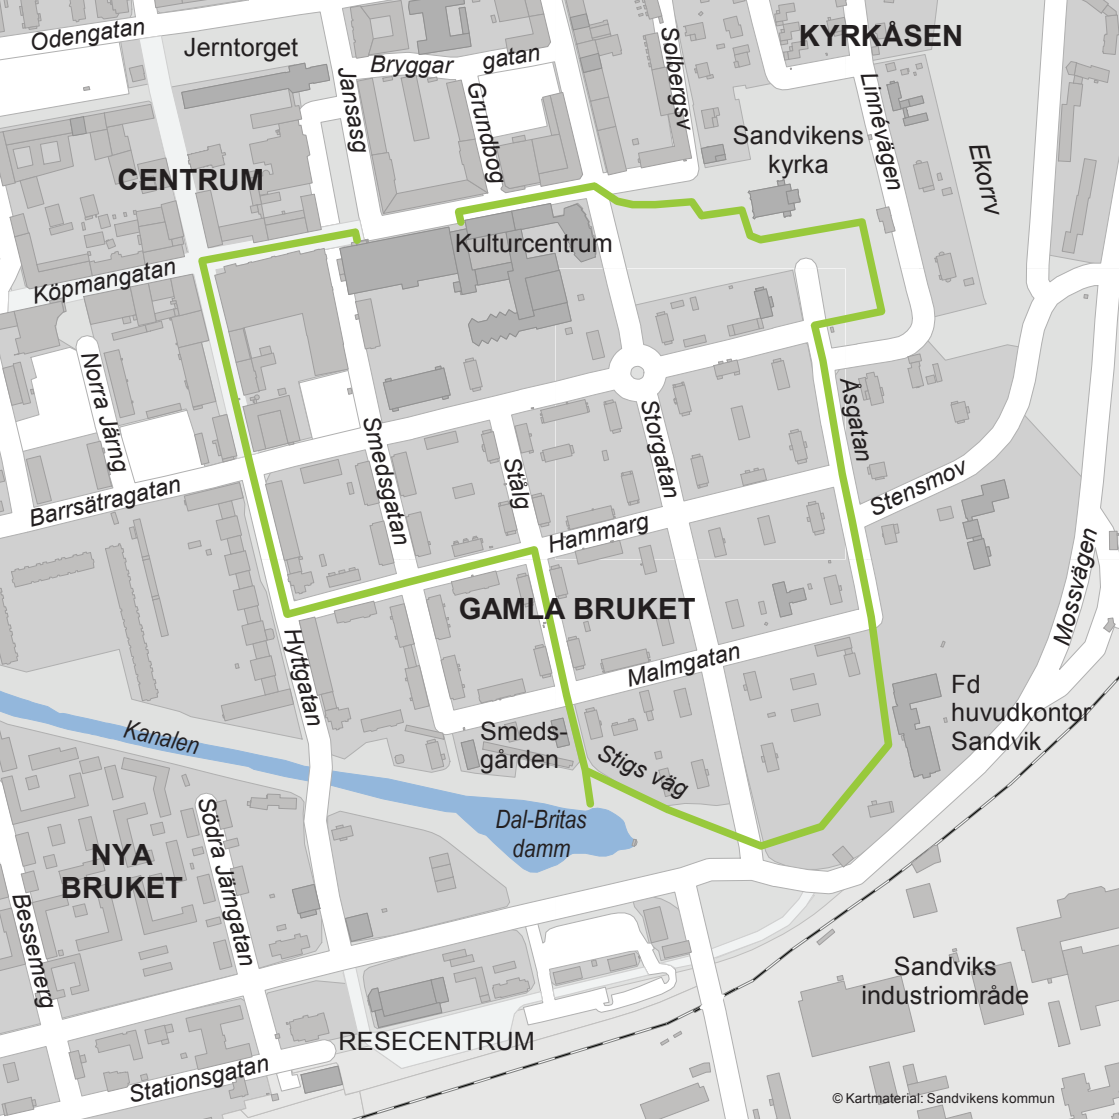 Odengatan
Jerntorget
KYRKÅSEN
Bryggar gatan
Jansasg
Grundbog
Solbergsv
Linnévägen
Sandvikens
kyrka
Ekorrv
CENTRUM
Kulturcentrum
Köpmangatan
Norra Järng
Åsgatan
Storgatan
Smedsgatan
Stålg
Barrsätragatan
Stensmov
Hammarg
Mossvägen
GAMLA BRUKET
Hyttgatan
Malmgatan
Fd
huvudkontor
Sandvik
Kanalen
Smeds-
gården
Stigs väg
Dal-Britas
damm
Södra Järngatan
NYA
BRUKET
Bessemerg
Sandviks
industriområde
RESECENTRUM
Stationsgatan
© Kartmaterial: Sandvikens kommun